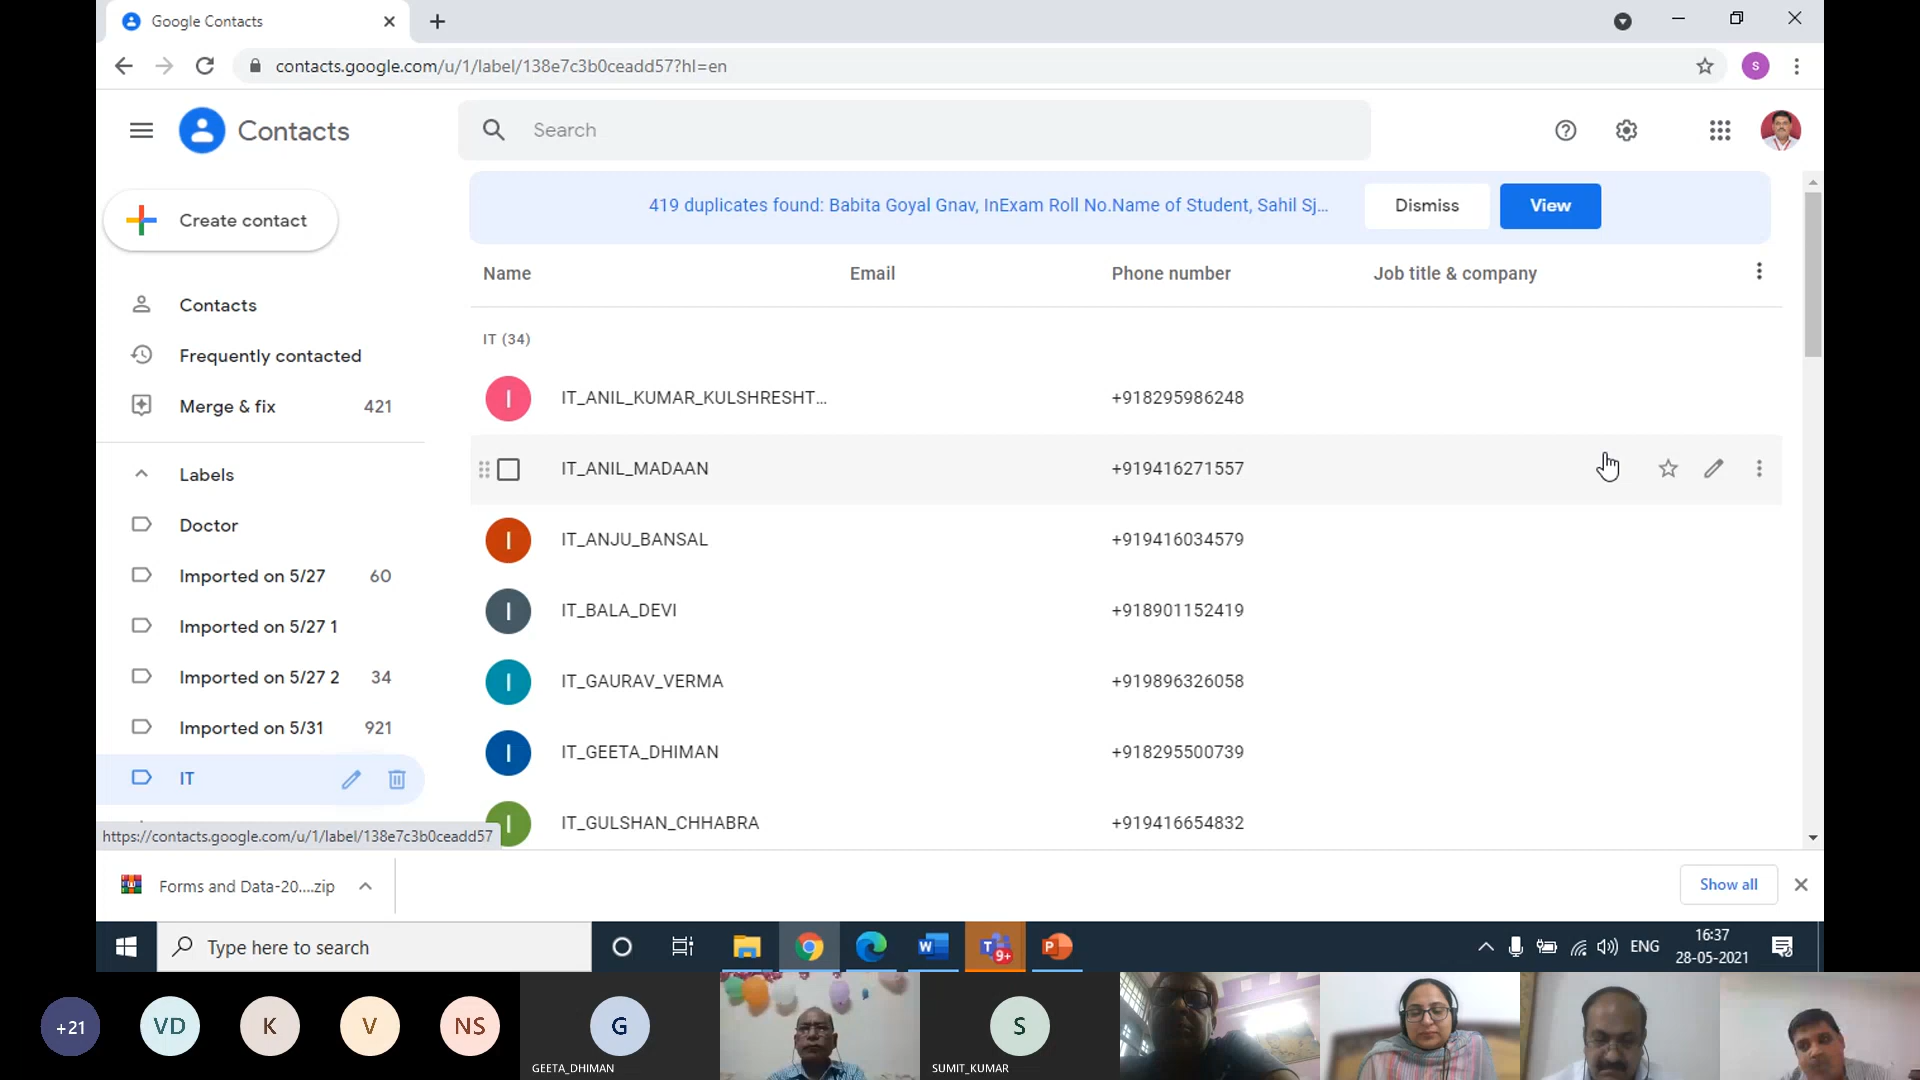 Google Contacts
contacts.google.com/u/1/label/138e7c3b0ceadd57?hl=en
S
Contacts
Search
Create contact
419 duplicates found: Babita Goyal Gnav, InExam Roll No.Name of Student, Sahil Sj...
Dismiss
View
Name Email Phone number Job title & company
Contacts
Frequently contacted
Merge & fix 421
Labels
Doctor
Imported on 5/27 60
Imported on 5/27 1
Imported on 5/27 2 34
Imported on 5/31 921
IT
IT (34)
I IT_ANIL_KUMAR_KULSHRESHT... +918295986248
IT_ANIL_MADAAN +919416271557
I IT_ANJU_BANSAL +919416034579
I IT_BALA_DEVI +918901152419
I IT_GAURAV_VERMA +919896326058
I IT_GEETA_DHIMAN +918295500739
I IT_GULSHAN_CHHABRA +919416654832
https://contacts.google.com/u/1/label/138e7c3b0ceadd57
Forms and Data-20....zip
Show all
Type here to search
W
T
9+
P
ENG
16:37
28-05-2021
+21
VD
K
V
NS
G
GEETA_DHIMAN
S
SUMIT_KUMAR